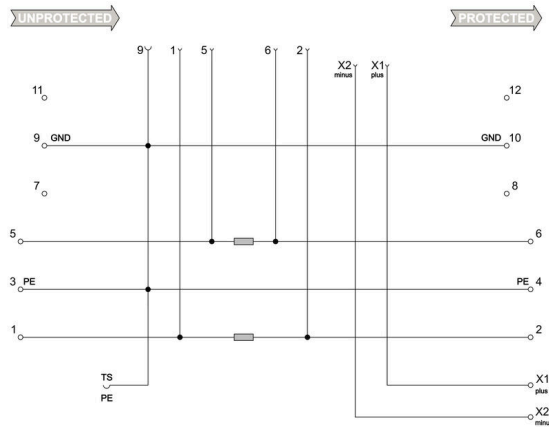 UNPROTECTED PROTECTED
9 1 5 6 2
X2 X1
minus plus
11 12
9 GND GND 10
7 8
5 6
3 PE PE 4
1 2
TS
PE
X1
plus
X2
minus